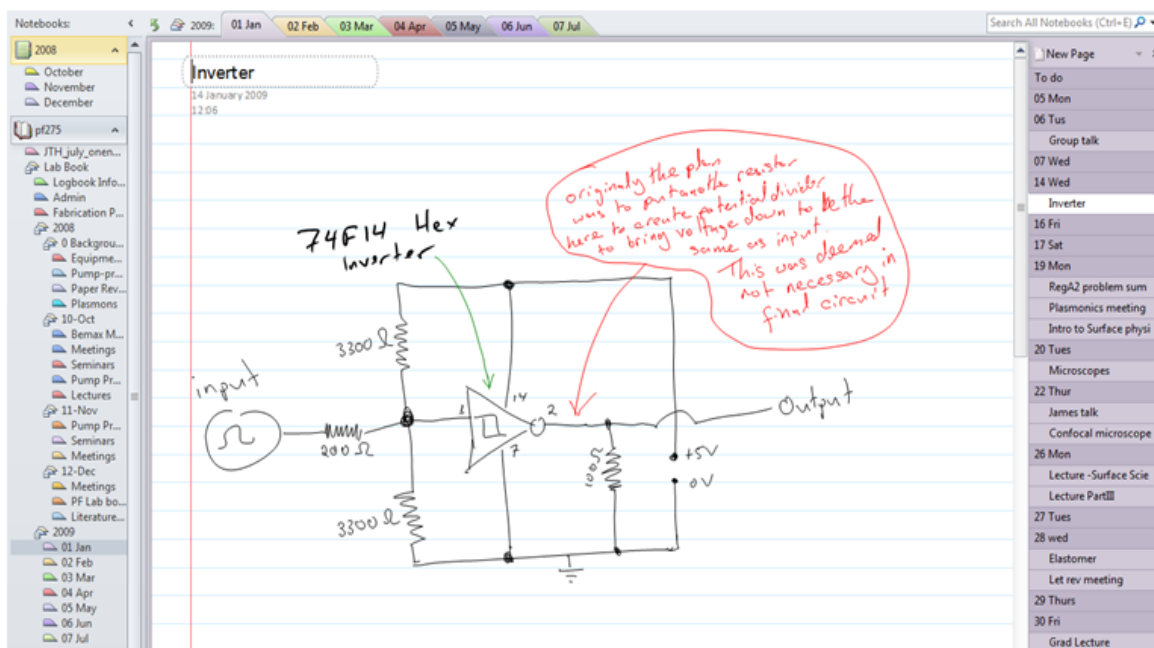 Notebooks:
2009:
01 Jan
02 Feb
03 Mar
04 Apr
05 May
06 Jun
07 Jul
Search All Notebooks (Ctrl+E)
2008
October
November
December
pf275
JTH_july_onen...
Lab Book
Logbook Info...
Admin
Fabrication P...
2008
0 Backgrou...
Equipme...
Pump-pr...
Paper Rev...
Plasmons
10-Oct
Bemax M...
Meetings
Seminars
Pump Pr...
Lectures
11-Nov
Pump Pr...
Seminars
Meetings
12-Dec
Meetings
PF Lab bo...
Literature...
2009
01 Jan
02 Feb
03 Mar
04 Apr
05 May
06 Jun
07 Jul
Inverter
14 January 2009
12:06
originally the plan
was to put another resistor
here to create potential divider
to bring voltage down to be the
same as input.
This was deemed
not necessary in
final circuit
74F14 Hex
Inverter
3300 Ω
input
200 Ω
1
14
2
7
Output
+5V
0V
3300 Ω
New Page
To do
05 Mon
06 Tus
Group talk
07 Wed
14 Wed
Inverter
16 Fri
17 Sat
19 Mon
RegA2 problem sum
Plasmonics meeting
Intro to Surface physi
20 Tues
Microscopes
22 Thur
James talk
Confocal microscope
26 Mon
Lecture -Surface Scie
Lecture PartIII
27 Tues
28 wed
Elastomer
Let rev meeting
29 Thurs
30 Fri
Grad Lecture